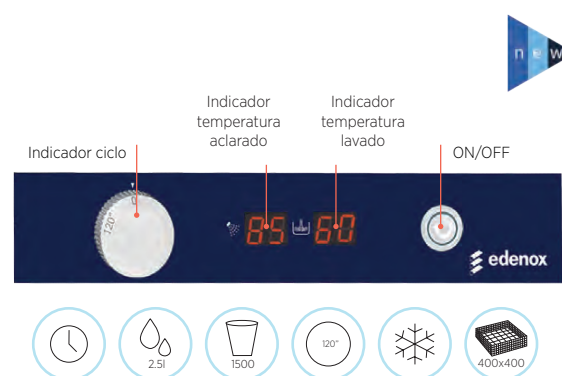 new
Indicador
temperatura
aclarado
Indicador
temperatura
lavado
Indicador ciclo
ON/OFF
0
120"
85
60
edenox
2.5l
1500
120"
400x400